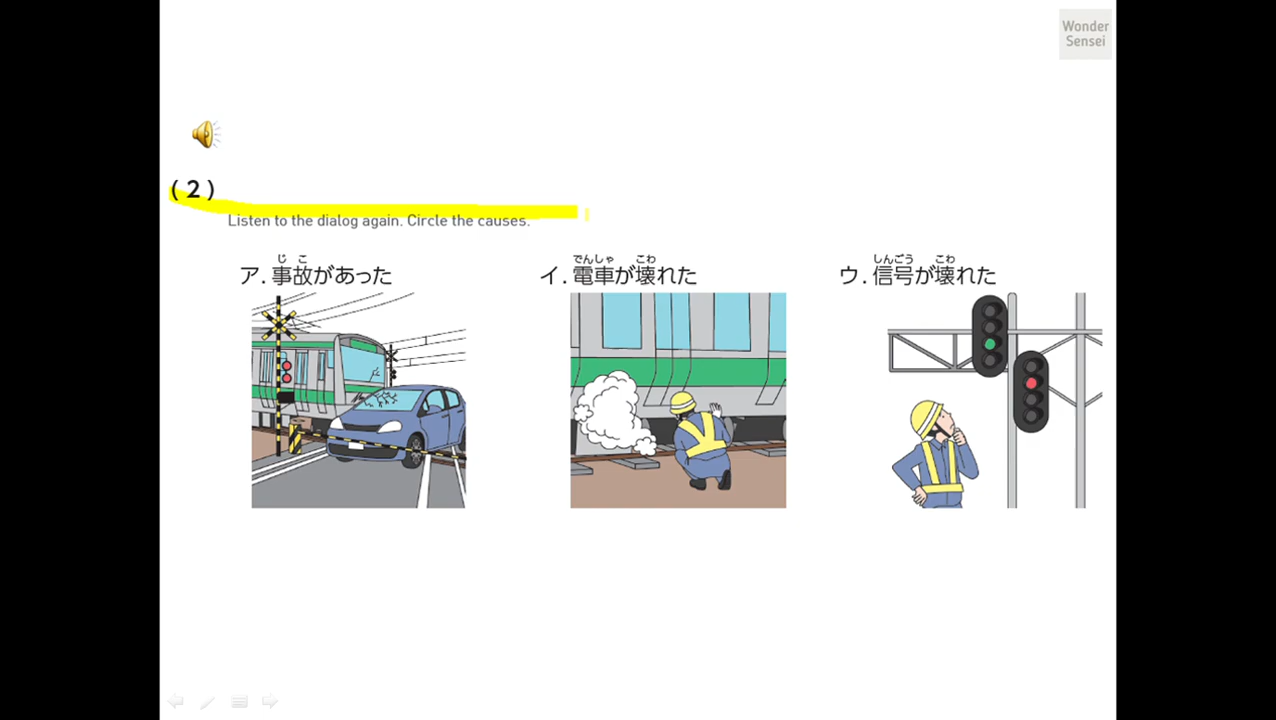 Wonder
Sensei
(2)
Listen to the dialog again. Circle the causes.
じこ でんしゃ こわ しんごう こわ
ア.事故があった イ.電車が壊れた ウ.信号が壊れた